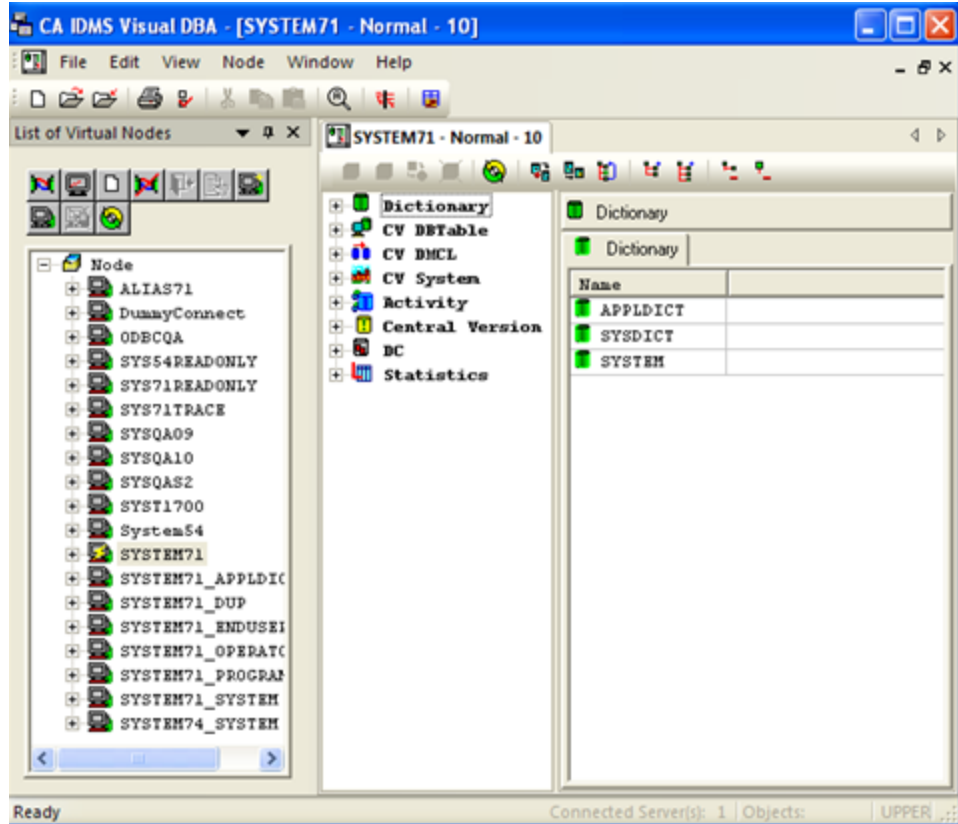 CA IDMS Visual DBA - [SYSTEM71 - Normal - 10]
File Edit View Node Window Help
List of Virtual Nodes
Node
ALIAS71
DummyConnect
ODBCQA
SYS54READONLY
SYS71READONLY
SYS71TRACE
SYSQA09
SYSQA10
SYSQAS2
SYST1700
System54
SYSTEM71
SYSTEM71_APPLDIC
SYSTEM71_DUP
SYSTEM71_ENDUSE
SYSTEM71_OPERATO
SYSTEM71_PROGRA
SYSTEM71_SYSTEM
SYSTEM74_SYSTEM
SYSTEM71 - Normal - 10
Dictionary
CV DBTable
CV DMCL
CV System
Activity
Central Version
DC
Statistics
Dictionary
Dictionary
Name
APPLDICT
SYSDICT
SYSTEM
Ready
Connected Server(s): 1 Objects: UPPER